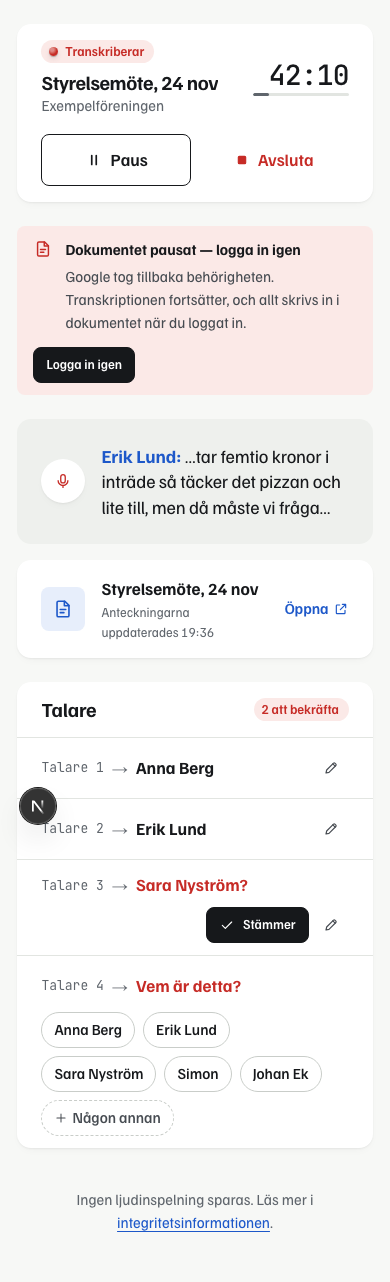 Transkriberar
Styrelsemöte, 24 nov
Exempelföreningen
42:10
Paus
Avsluta
Dokumentet pausat — logga in igen
Google tog tillbaka behörigheten.
Transkriptionen fortsätter, och allt skrivs in i
dokumentet när du loggat in.
Logga in igen
Erik Lund: ...tar femtio kronor i
inträde så täcker det pizzan och
lite till, men då måste vi fråga...
Styrelsemöte, 24 nov
Anteckningarna
uppdaterades 19:36
Öppna
Talare
2 att bekräfta
Talare 1 → Anna Berg
N
Talare 2 → Erik Lund
Talare 3 → Sara Nyström?
Stämmer
Talare 4 → Vem är detta?
Anna Berg
Erik Lund
Sara Nyström
Simon
Johan Ek
+ Någon annan
Ingen ljudinspelning sparas. Läs mer i
integritetsinformationen.